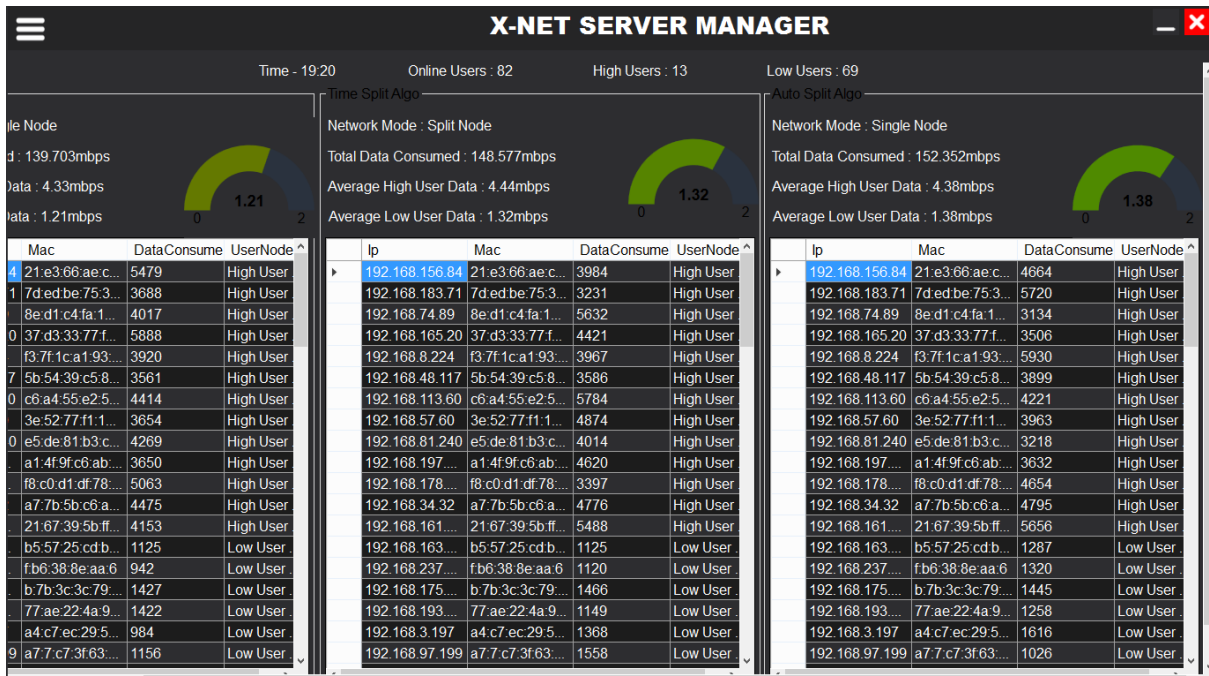 X-NET SERVER MANAGER
Time - 19:20 Online Users : 82 High Users : 13 Low Users : 69
Time Split Algo Auto Split Algo
gle Node Network Mode : Split Node Network Mode : Single Node
d : 139.703mbps Total Data Consumed : 148.577mbps Total Data Consumed : 152.352mbps
Data : 4.33mbps Average High User Data : 4.44mbps Average High User Data : 4.38mbps
Data : 1.21mbps Average Low User Data : 1.32mbps Average Low User Data : 1.38mbps
1.21 1.32 1.38
0 2 0 2 0 2
Mac DataConsume UserNode Ip Mac DataConsume UserNode Ip Mac DataConsume UserNode
4 21:e3:66:ae:c... 5479 High User 192.168.156.84 21:e3:66:ae:c... 3984 High User 192.168.156.84 21:e3:66:ae:c... 4664 High User
1 7d:ed:be:75:3... 3688 High User 192.168.183.71 7d:ed:be:75:3... 3231 High User 192.168.183.71 7d:ed:be:75:3... 5720 High User
8e:d1:c4:fa:1... 4017 High User 192.168.74.89 8e:d1:c4:fa:1... 5632 High User 192.168.74.89 8e:d1:c4:fa:1... 3134 High User
0 37:d3:33:77:f... 5888 High User 192.168.165.20 37:d3:33:77:f... 4421 High User 192.168.165.20 37:d3:33:77:f... 3506 High User
f3:7f:1c:a1:93:... 3920 High User 192.168.8.224 f3:7f:1c:a1:93:... 3967 High User 192.168.8.224 f3:7f:1c:a1:93:... 5930 High User
7 5b:54:39:c5:8... 3561 High User 192.168.48.117 5b:54:39:c5:8... 3586 High User 192.168.48.117 5b:54:39:c5:8... 3899 High User
0 c6:a4:55:e2:5... 4414 High User 192.168.113.60 c6:a4:55:e2:5... 5784 High User 192.168.113.60 c6:a4:55:e2:5... 4221 High User
3e:52:77:f1:1... 3654 High User 192.168.57.60 3e:52:77:f1:1... 4874 High User 192.168.57.60 3e:52:77:f1:1... 3963 High User
0 e5:de:81:b3:c... 4269 High User 192.168.81.240 e5:de:81:b3:c... 4014 High User 192.168.81.240 e5:de:81:b3:c... 3218 High User
a1:4f:9f:c6:ab:... 3650 High User 192.168.197.... a1:4f:9f:c6:ab:... 4620 High User 192.168.197.... a1:4f:9f:c6:ab:... 3632 High User
f8:c0:d1:df:78:... 5063 High User 192.168.178.... f8:c0:d1:df:78:... 3397 High User 192.168.178.... f8:c0:d1:df:78:... 4654 High User
a7:7b:5b:c6:a... 4475 High User 192.168.34.32 a7:7b:5b:c6:a... 4776 High User 192.168.34.32 a7:7b:5b:c6:a... 4795 High User
21:67:39:5b:ff... 4153 High User 192.168.161.... 21:67:39:5b:ff... 5488 High User 192.168.161.... 21:67:39:5b:ff... 5656 High User
b5:57:25:cd:b... 1125 Low User . 192.168.163.... b5:57:25:cd:b... 1125 Low User . 192.168.163.... b5:57:25:cd:b... 1287 Low User .
f:b6:38:8e:aa:6 942 Low User . 192.168.237.... f:b6:38:8e:aa:6 1120 Low User . 192.168.237.... f:b6:38:8e:aa:6 1320 Low User .
b:7b:3c:3c:79:... 1427 Low User . 192.168.175.... b:7b:3c:3c:79:... 1466 Low User . 192.168.175.... b:7b:3c:3c:79:... 1445 Low User .
77:ae:22:4a:9... 1422 Low User . 192.168.193.... 77:ae:22:4a:9... 1149 Low User . 192.168.193.... 77:ae:22:4a:9... 1258 Low User .
a4:c7:ec:29:5... 984 Low User . 192.168.3.197 a4:c7:ec:29:5... 1368 Low User . 192.168.3.197 a4:c7:ec:29:5... 1616 Low User .
9 a7:7:c7:3f:63:... 1156 Low User . 192.168.97.199 a7:7:c7:3f:63:... 1558 Low User . 192.168.97.199 a7:7:c7:3f:63:... 1026 Low User .